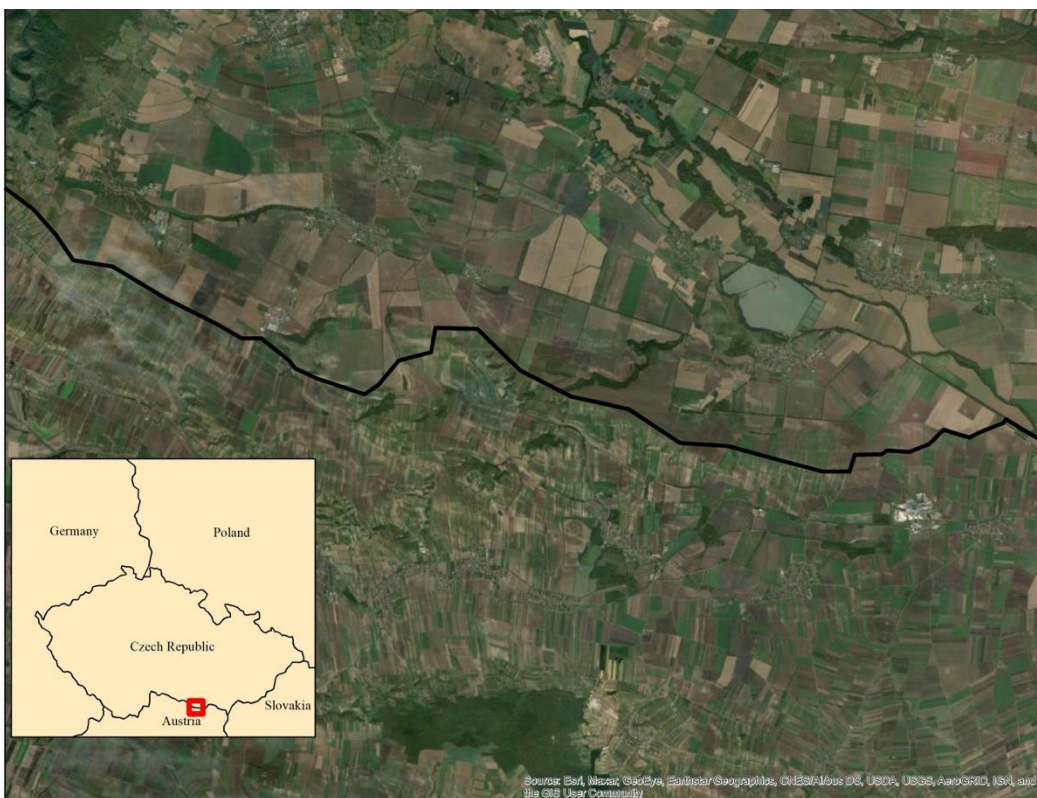 Germany
Poland
Czech Republic
Slovakia
Austria
Source: Esri, Maxar, GeoEye, Earthstar Geographics, CNES/Airbus DS, USDA, USGS, AeroGRID, IGN, and
the GIS User Community